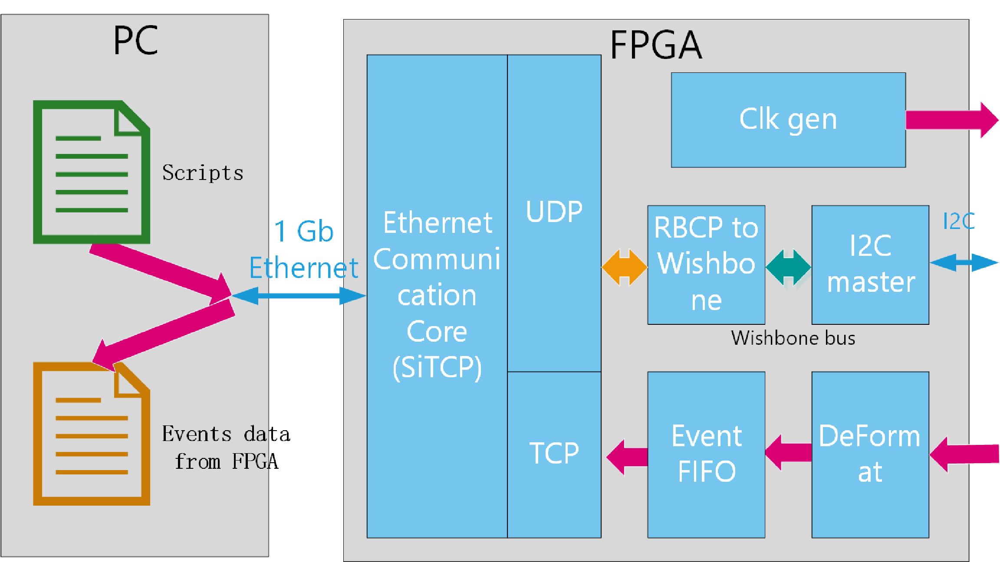 PC
Scripts
Events data
from FPGA
1 Gb
Ethernet
FPGA
Ethernet
Communi
cation
Core
(SiTCP)
UDP
TCP
Clk gen
RBCP to
Wishbo
ne
I2C
master
I2C
Wishbone bus
Event
FIFO
DeForm
at